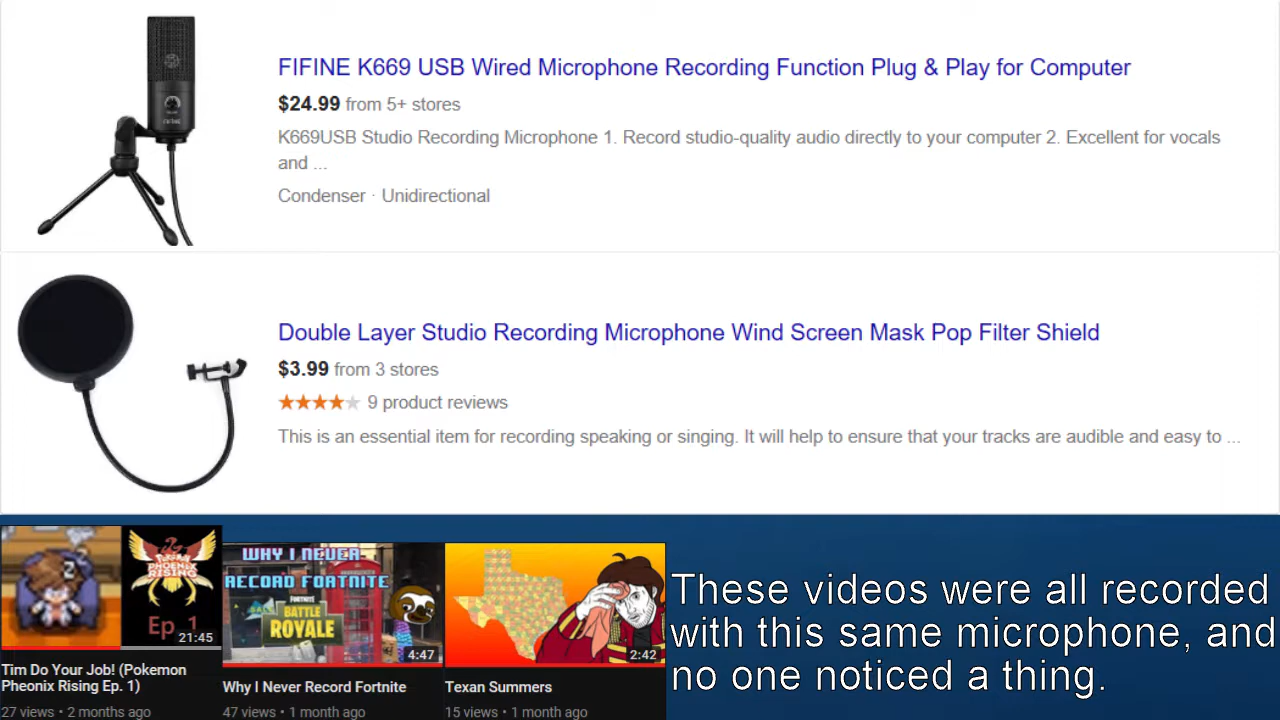 FIFINE K669 USB Wired Microphone Recording Function Plug & Play for Computer
$24.99 from 5+ stores
K669USB Studio Recording Microphone 1. Record studio-quality audio directly to your computer 2. Excellent for vocals
and ...
Condenser · Unidirectional
FIFINE
Double Layer Studio Recording Microphone Wind Screen Mask Pop Filter Shield
$3.99 from 3 stores
9 product reviews
This is an essential item for recording speaking or singing. It will help to ensure that your tracks are audible and easy to ...
PHOENIX
RISING
Ep 1
21:45
Tim Do Your Job! (Pokemon
Pheonix Rising Ep. 1)
27 views • 2 months ago
WHY I NEVER
RECORD FORTNITE
FORTNITE
BATTLE
ROYALE
4:47
Why I Never Record Fortnite
47 views • 1 month ago
2:42
Texan Summers
15 views • 1 month ago
These videos were all recorded
with this same microphone, and
no one noticed a thing.